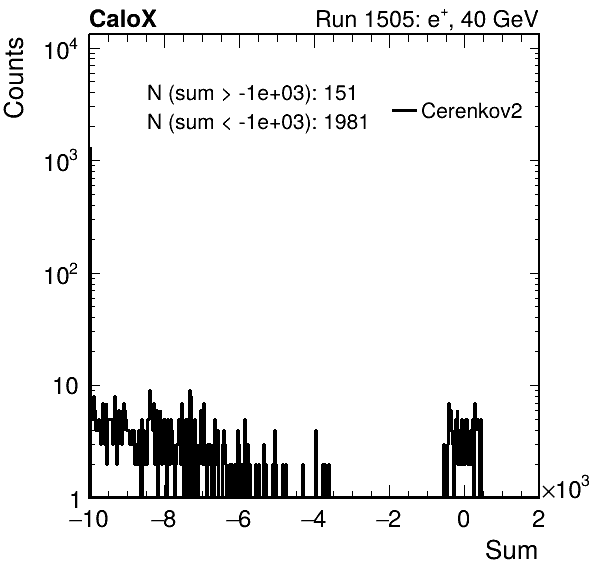 CaloX Run 1505: e⁺, 40 GeV
Counts
10⁴
N (sum > -1e+03): 151
N (sum < -1e+03): 1981
Cerenkov2
10³
10²
10
1
−10 −8 −6 −4 −2 0 2
×10³
Sum